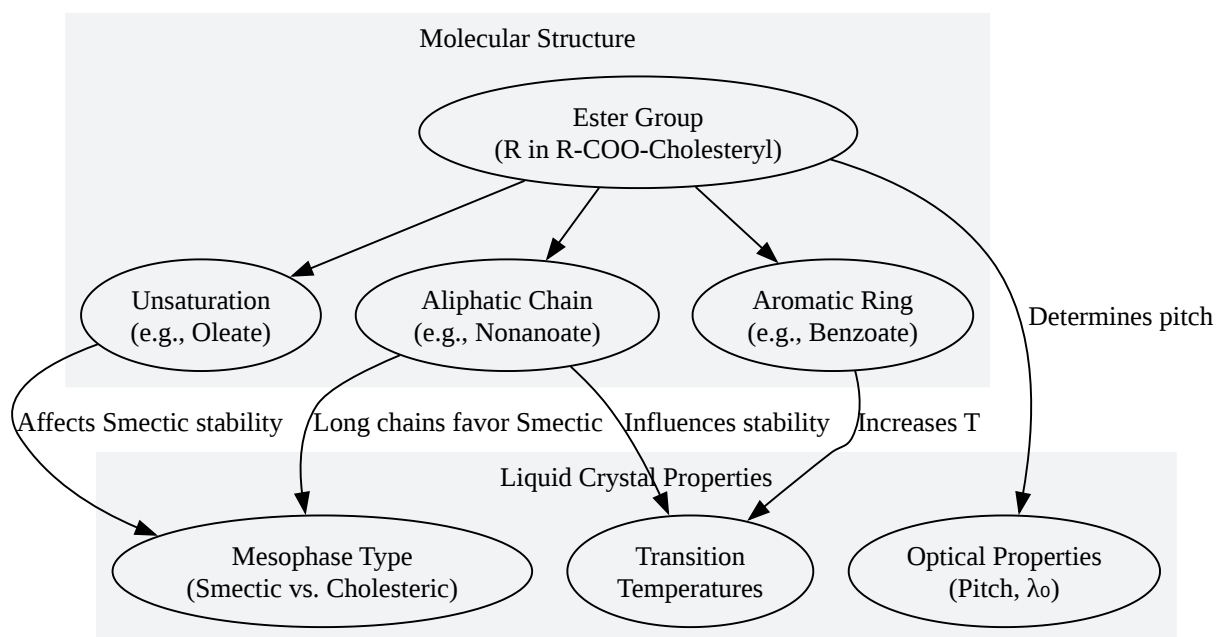 Molecular Structure
Ester Group
(R in R-COO-Cholesteryl)
Unsaturation
(e.g., Oleate)
Aliphatic Chain
(e.g., Nonanoate)
Aromatic Ring
(e.g., Benzoate)
Determines pitch
Affects Smectic stability
Long chains favor Smectic
Influences stability
Increases T
Liquid Crystal Properties
Mesophase Type
(Smectic vs. Cholesteric)
Transition
Temperatures
Optical Properties
(Pitch, λ₀)